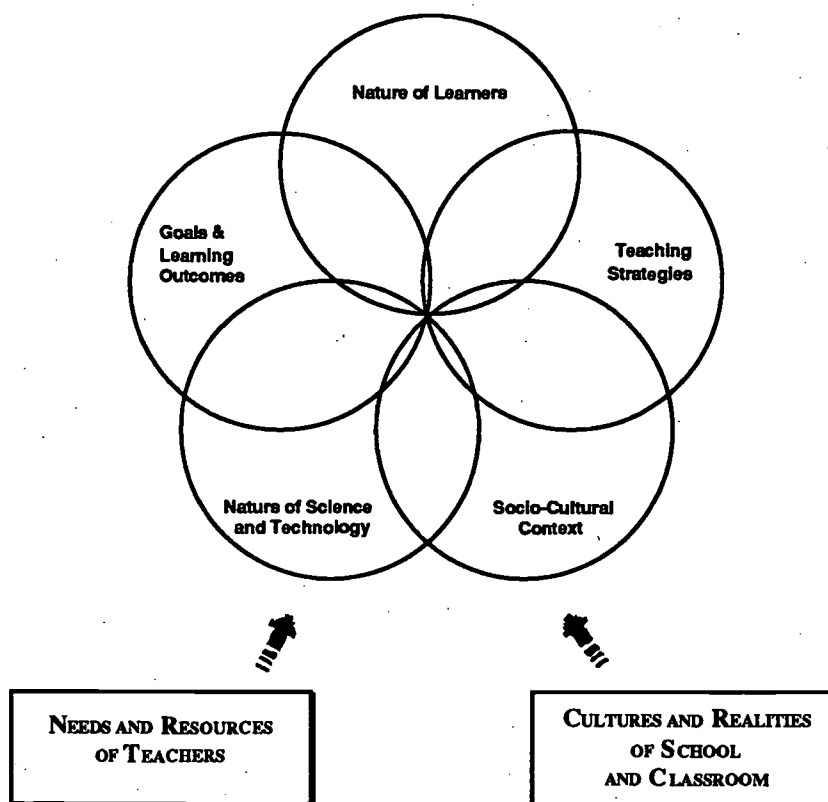 Nature of Learners
Goals &
Learning
Outcomes
Teaching
Strategies
Nature of Science
and Technology
Socio-Cultural
Context
NEEDS AND RESOURCES
OF TEACHERS
CULTURES AND REALITIES
OF SCHOOL
AND CLASSROOM